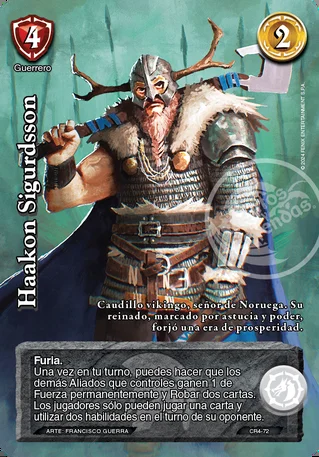 4
2
Guerrero
Haakon Sigurdsson
©2024 FENIX ENTERTAINMENT S.P.A.
Caudillo vikingo, señor de Noruega. Su
reinado, marcado por astucia y poder,
forjó una era de prosperidad.
Furia.
Una vez en tu turno, puedes hacer que los
demás Aliados que controles ganen 1 de
Fuerza permanentemente y Robar dos cartas.
Los jugadores sólo pueden jugar una carta y
utilizar dos habilidades en el turno de su oponente.
ARTE: FRANCISCO GUERRA
CR4-72